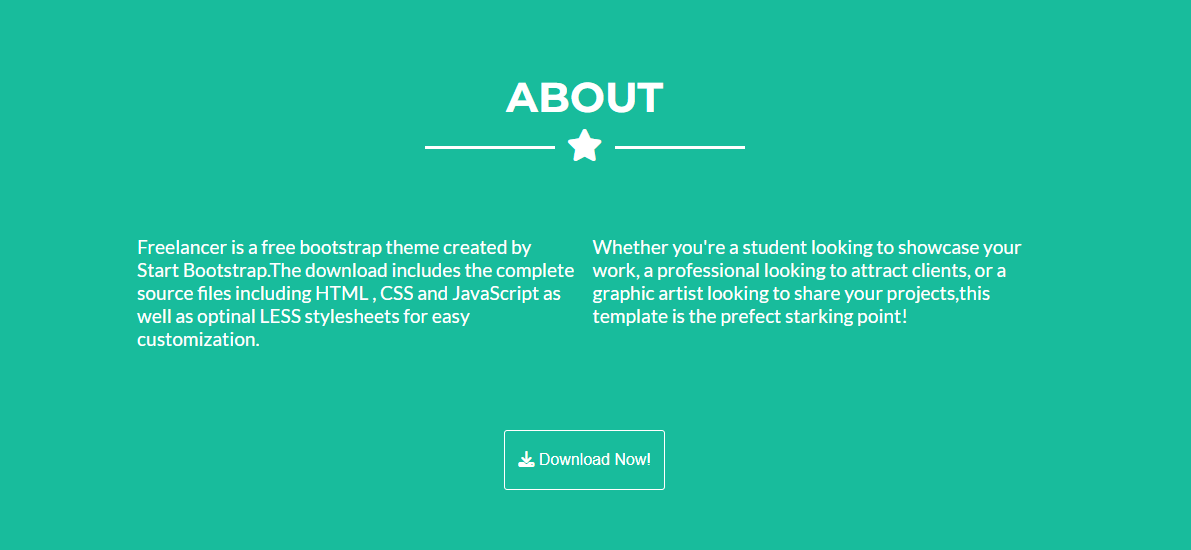 ABOUT
Freelancer is a free bootstrap theme created by
Start Bootstrap.The download includes the complete
source files including HTML , CSS and JavaScript as
well as optinal LESS stylesheets for easy
customization.
Whether you're a student looking to showcase your
work, a professional looking to attract clients, or a
graphic artist looking to share your projects,this
template is the prefect starking point!
Download Now!